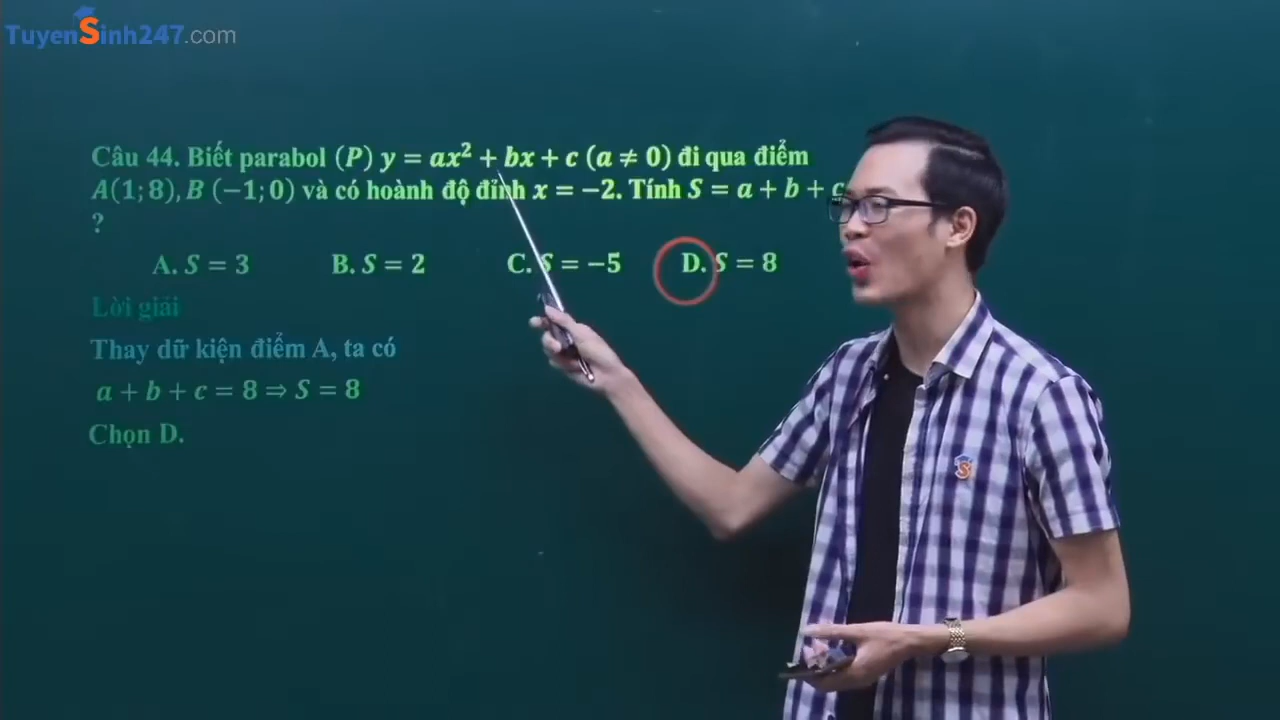 TuyenSinh247.com
Câu 44. Biết parabol (P) y = ax² + bx + c (a ≠ 0) đi qua điểm
A(1; 8), B (−1; 0) và có hoành độ đỉnh x = −2. Tính S = a + b + c
?
A. S = 3 B. S = 2 C. S = −5 D. S = 8
Lời giải
Thay dữ kiện điểm A, ta có
a + b + c = 8 ⇒ S = 8
Chọn D.
S